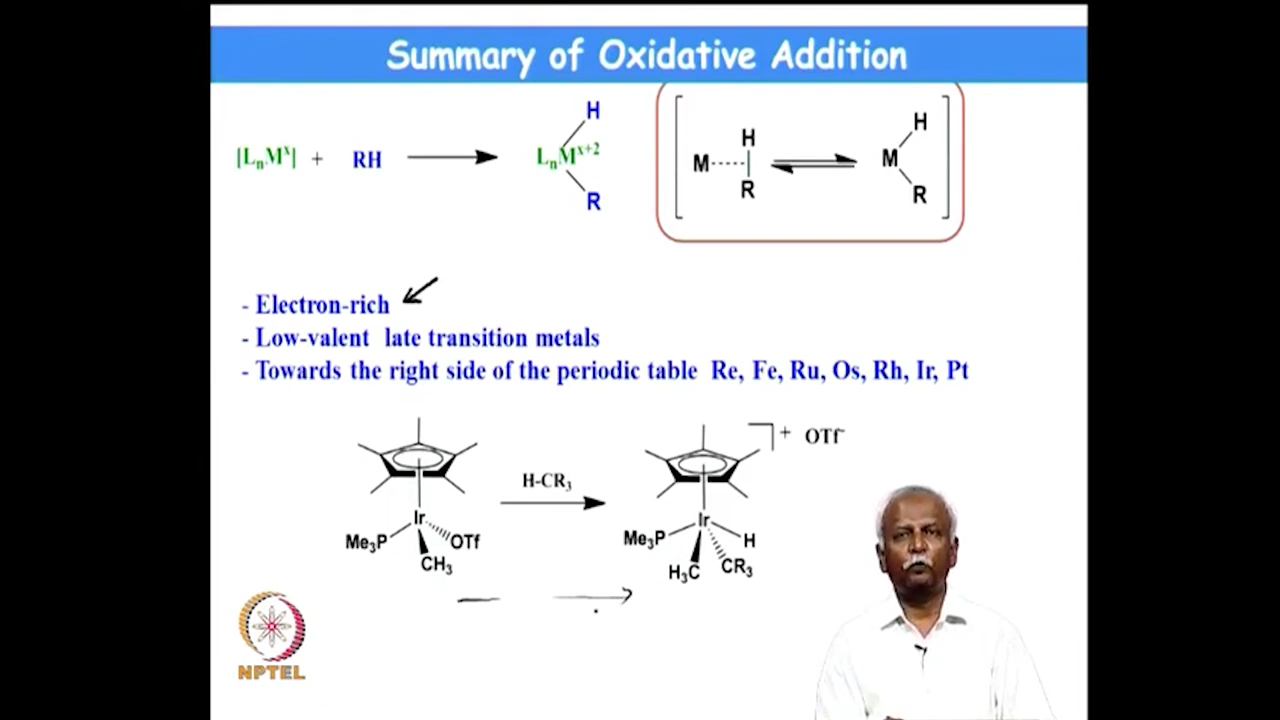 Summary of Oxidative Addition
[LₙMˣ] + RH LₙMˣ⁺² H R
M H R M H R
- Electron-rich
- Low-valent late transition metals
- Towards the right side of the periodic table Re, Fe, Ru, Os, Rh, Ir, Pt
Ir Me₃P OTf CH₃
H-CR₃
Ir Me₃P H H₃C CR₃ + OTf⁻
NPTEL